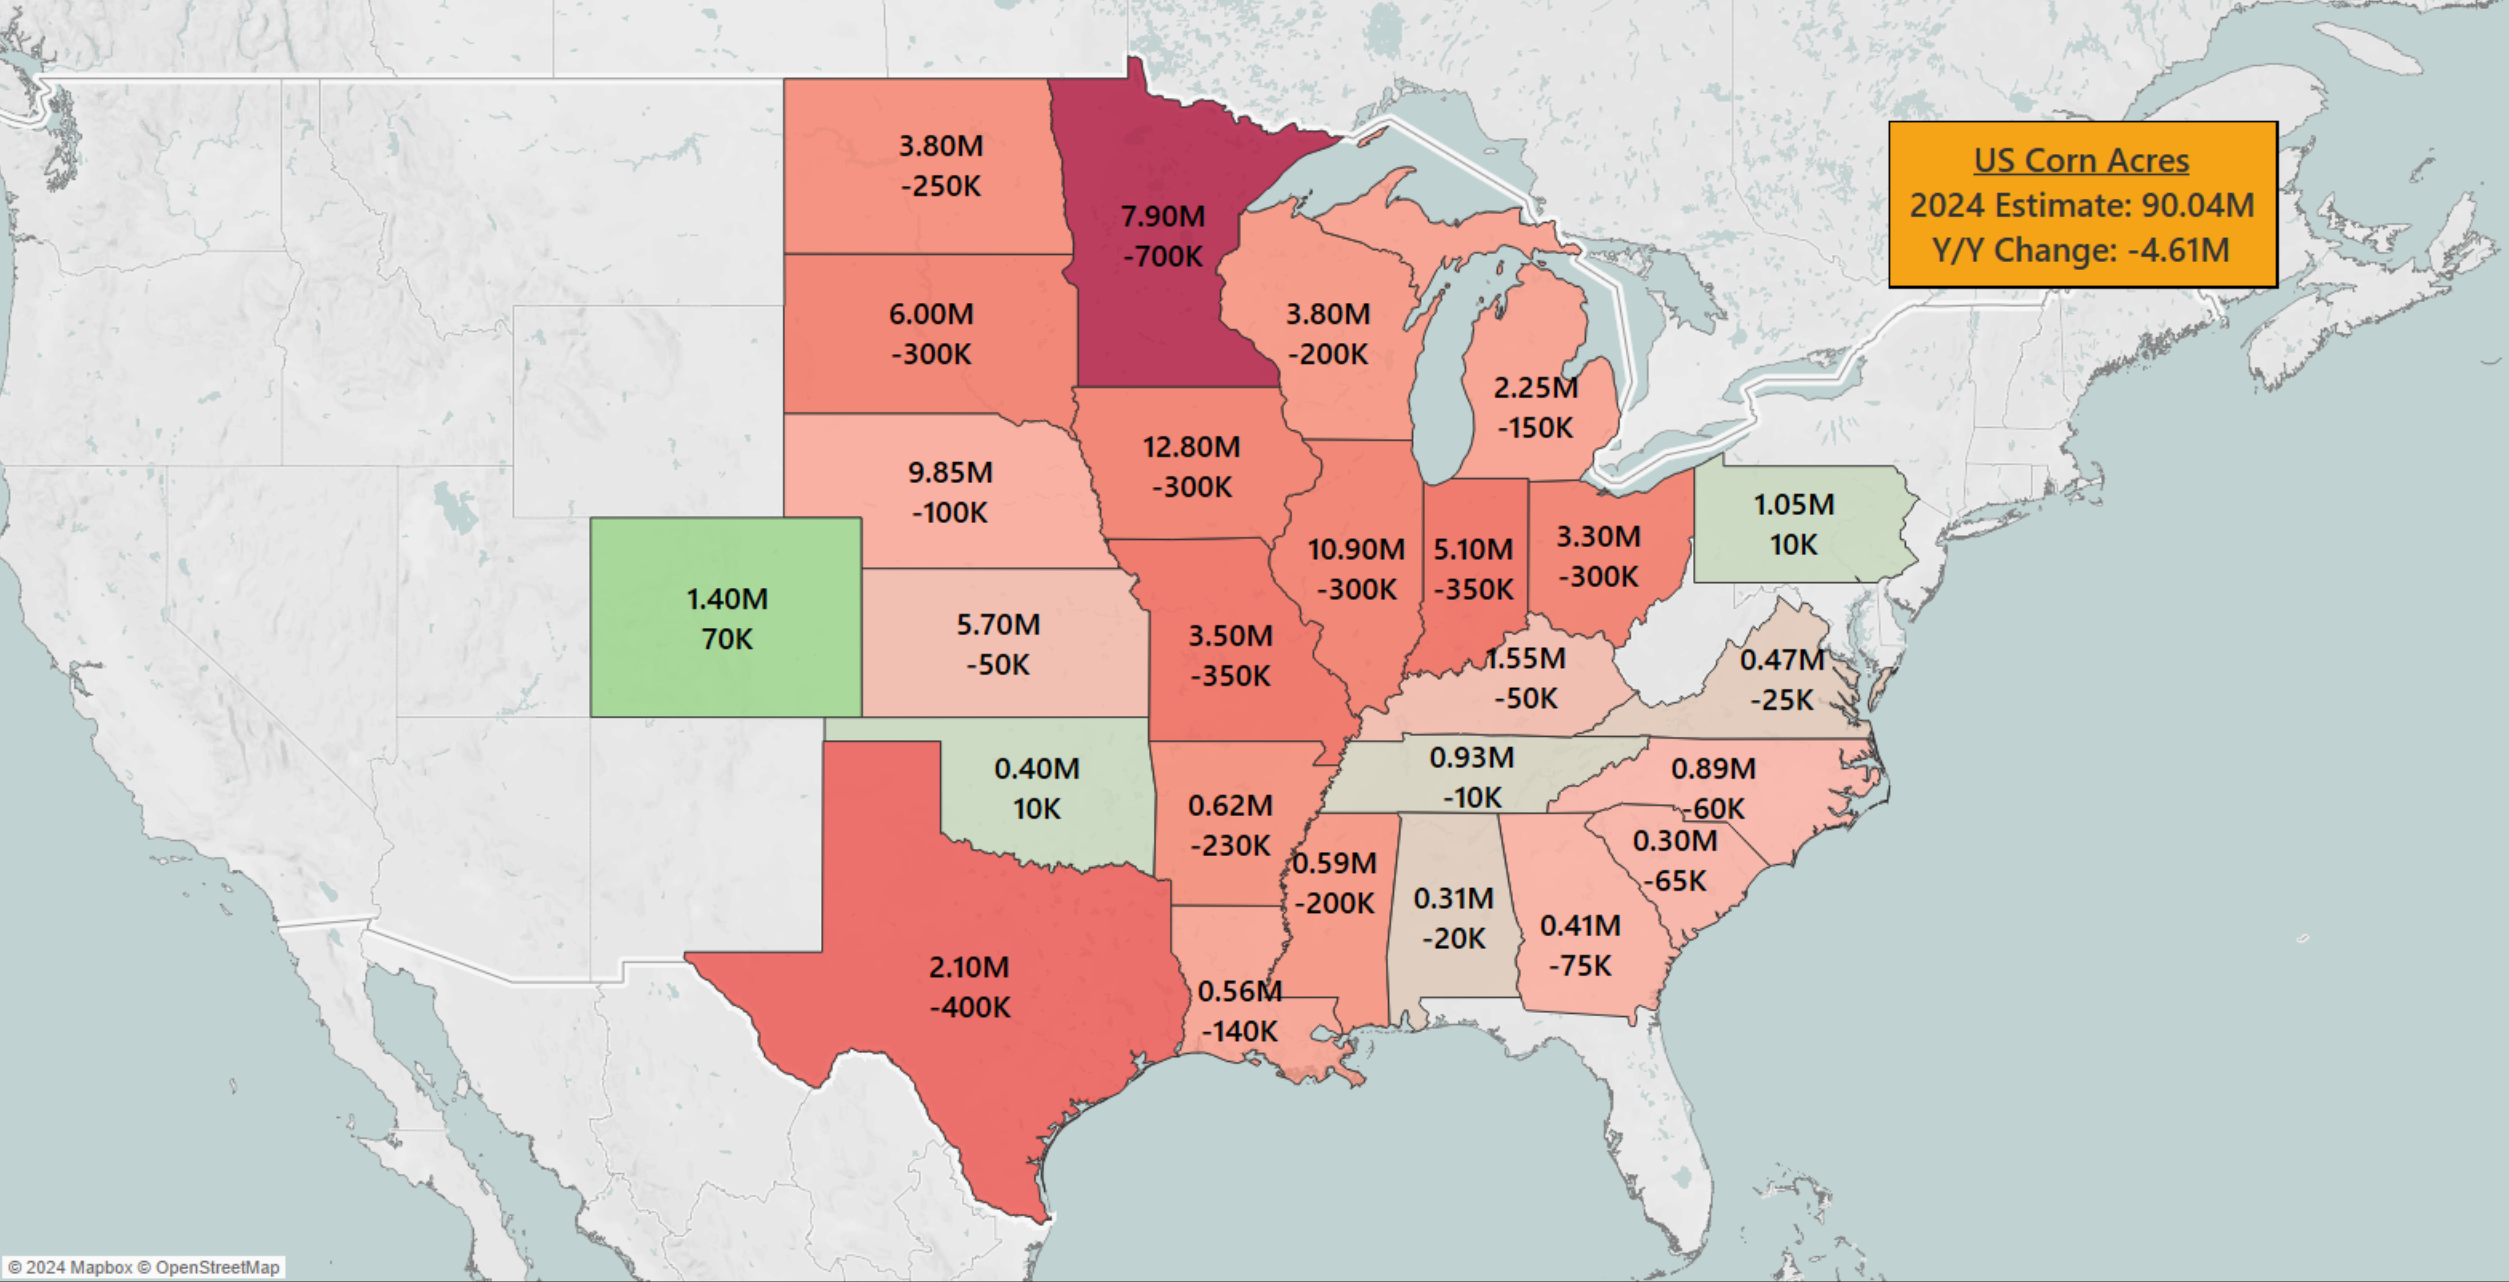 US Corn Acres
2024 Estimate: 90.04M
Y/Y Change: -4.61M
3.80M
-250K
7.90M
-700K
6.00M
-300K
3.80M
-200K
2.25M
-150K
12.80M
-300K
9.85M
-100K
1.05M
10K
10.90M
-300K
5.10M
-350K
3.30M
-300K
1.40M
70K
5.70M
-50K
3.50M
-350K
1.55M
-50K
0.47M
-25K
0.40M
10K
0.93M
-10K
0.89M
-60K
0.62M
-230K
0.59M
-200K
0.30M
-65K
0.31M
-20K
0.41M
-75K
2.10M
-400K
0.56M
-140K
© 2024 Mapbox © OpenStreetMap